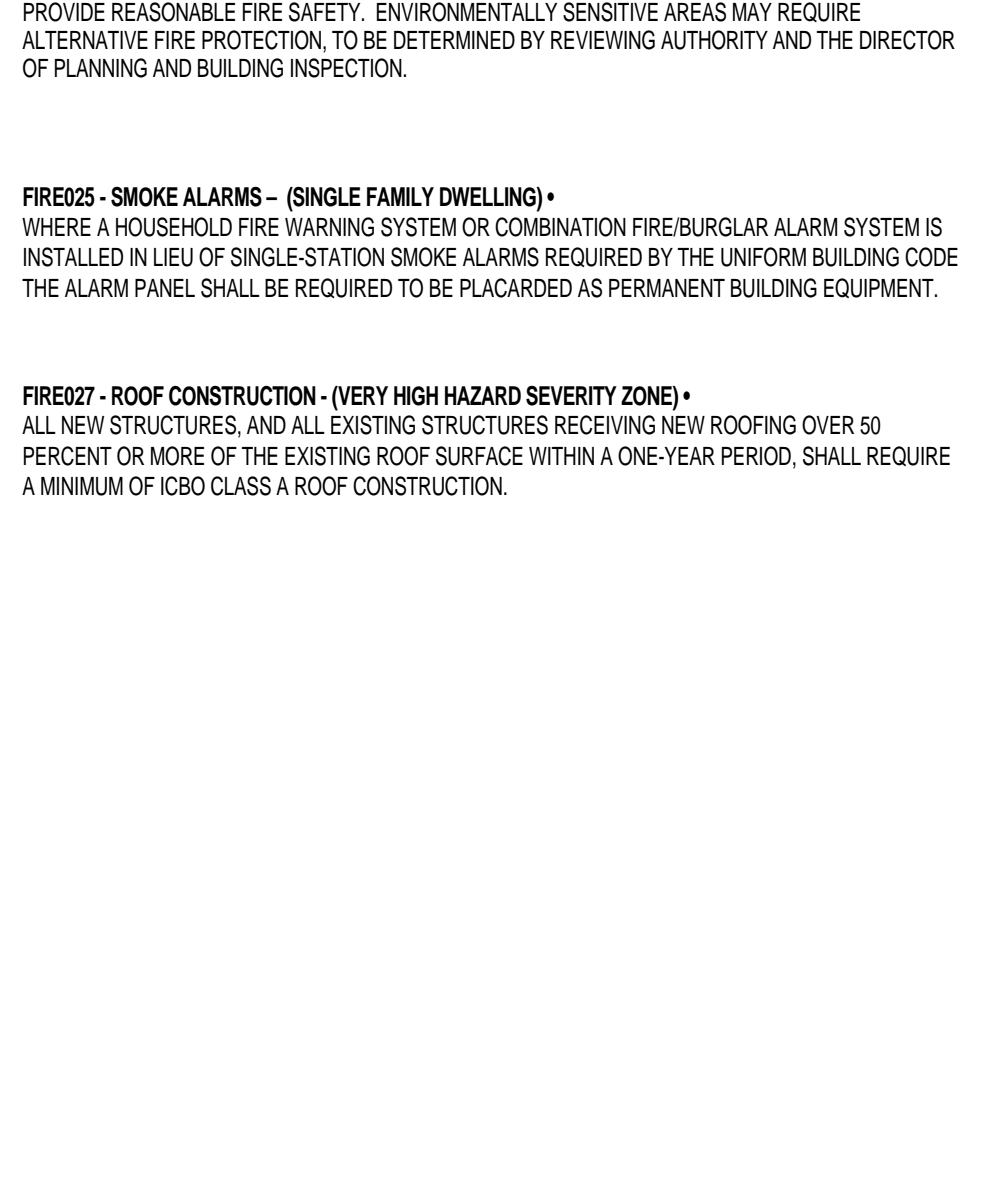 PROVIDE REASONABLE FIRE SAFETY.  ENVIRONMENTALLY SENSITIVE AREAS MAY REQUIRE
ALTERNATIVE FIRE PROTECTION, TO BE DETERMINED BY REVIEWING AUTHORITY AND THE DIRECTOR
OF PLANNING AND BUILDING INSPECTION.
FIRE025 - SMOKE ALARMS –  (SINGLE FAMILY DWELLING) •
WHERE A HOUSEHOLD FIRE WARNING SYSTEM OR COMBINATION FIRE/BURGLAR ALARM SYSTEM IS
INSTALLED IN LIEU OF SINGLE-STATION SMOKE ALARMS REQUIRED BY THE UNIFORM BUILDING CODE
THE ALARM PANEL SHALL BE REQUIRED TO BE PLACARDED AS PERMANENT BUILDING EQUIPMENT.
FIRE027 - ROOF CONSTRUCTION - (VERY HIGH HAZARD SEVERITY ZONE) •
ALL NEW STRUCTURES, AND ALL EXISTING STRUCTURES RECEIVING NEW ROOFING OVER 50
PERCENT OR MORE OF THE EXISTING ROOF SURFACE WITHIN A ONE-YEAR PERIOD, SHALL REQUIRE
A MINIMUM OF ICBO CLASS A ROOF CONSTRUCTION.